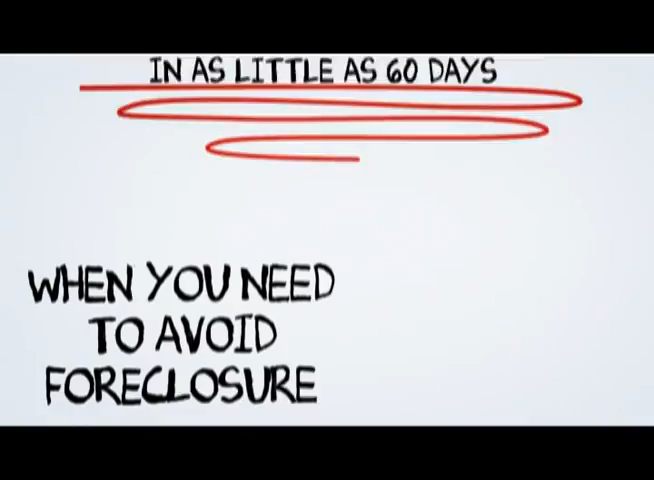 IN AS LITTLE AS 60 DAYS
WHEN YOU NEED
TO AVOID
FORECLOSURE